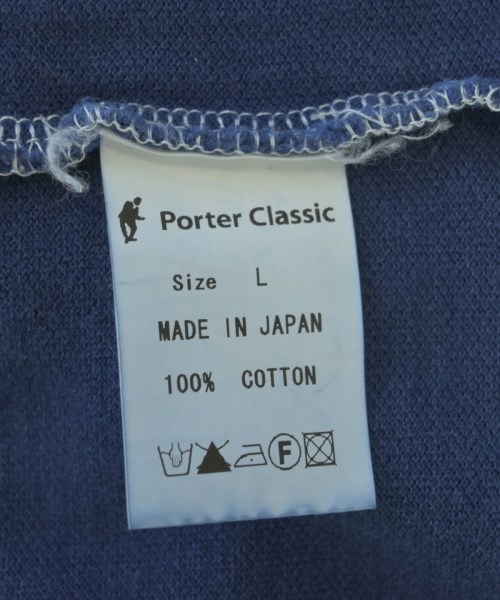 Porter Classic
Size L
MADE IN JAPAN
100% COTTON
F